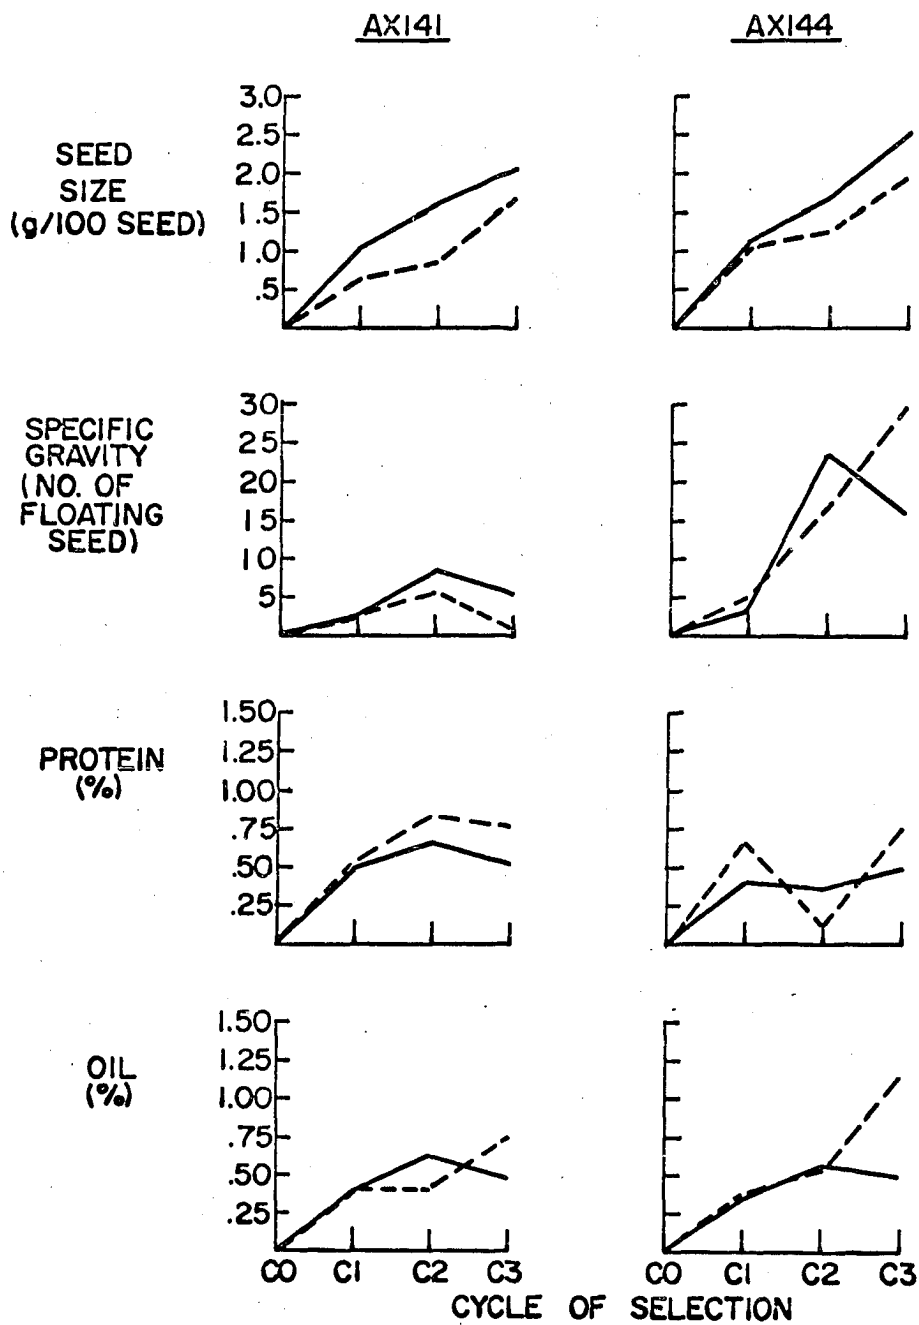 AX141
AX144
SEED
SIZE
(g/100 SEED)
3.0
2.5
2.0
1.5
1.0
.5
SPECIFIC
GRAVITY
(NO. OF
FLOATING
SEED)
30
25
20
15
10
5
PROTEIN
(%)
1.50
1.25
1.00
.75
.50
.25
OIL
(%)
1.50
1.25
1.00
.75
.50
.25
C0 C1 C2 C3
C0 C1 C2 C3
CYCLE OF SELECTION